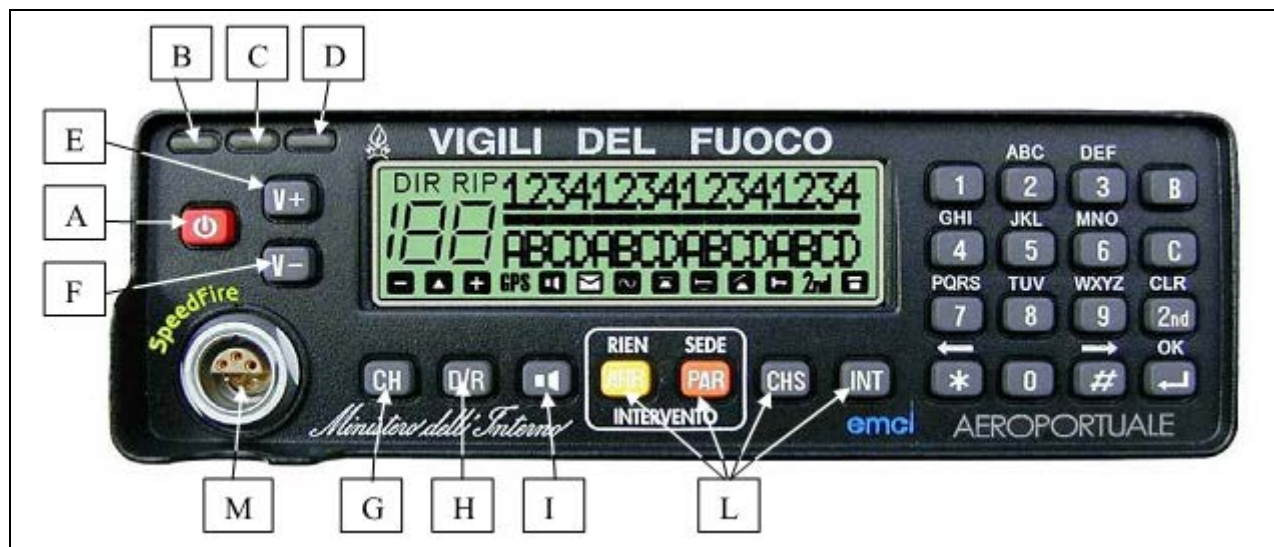 B C D
E
A
F
M G H I L
VIGILI DEL FUOCO
V+
V-
SpeedFire
DIR RIP 1234123412341234
188 ABCDABCDABCDABCD
GPS 2nd
CH D/R
RIEN SEDE
PAR
INTERVENTO
CHS INT
Ministero dell'Interno
emcl AEROPORTUALE
ABC DEF
1 2 3 B
GHI JKL MNO
4 5 6 C
PQRS TUV WXYZ CLR
7 8 9 2nd
← → OK
* 0 #